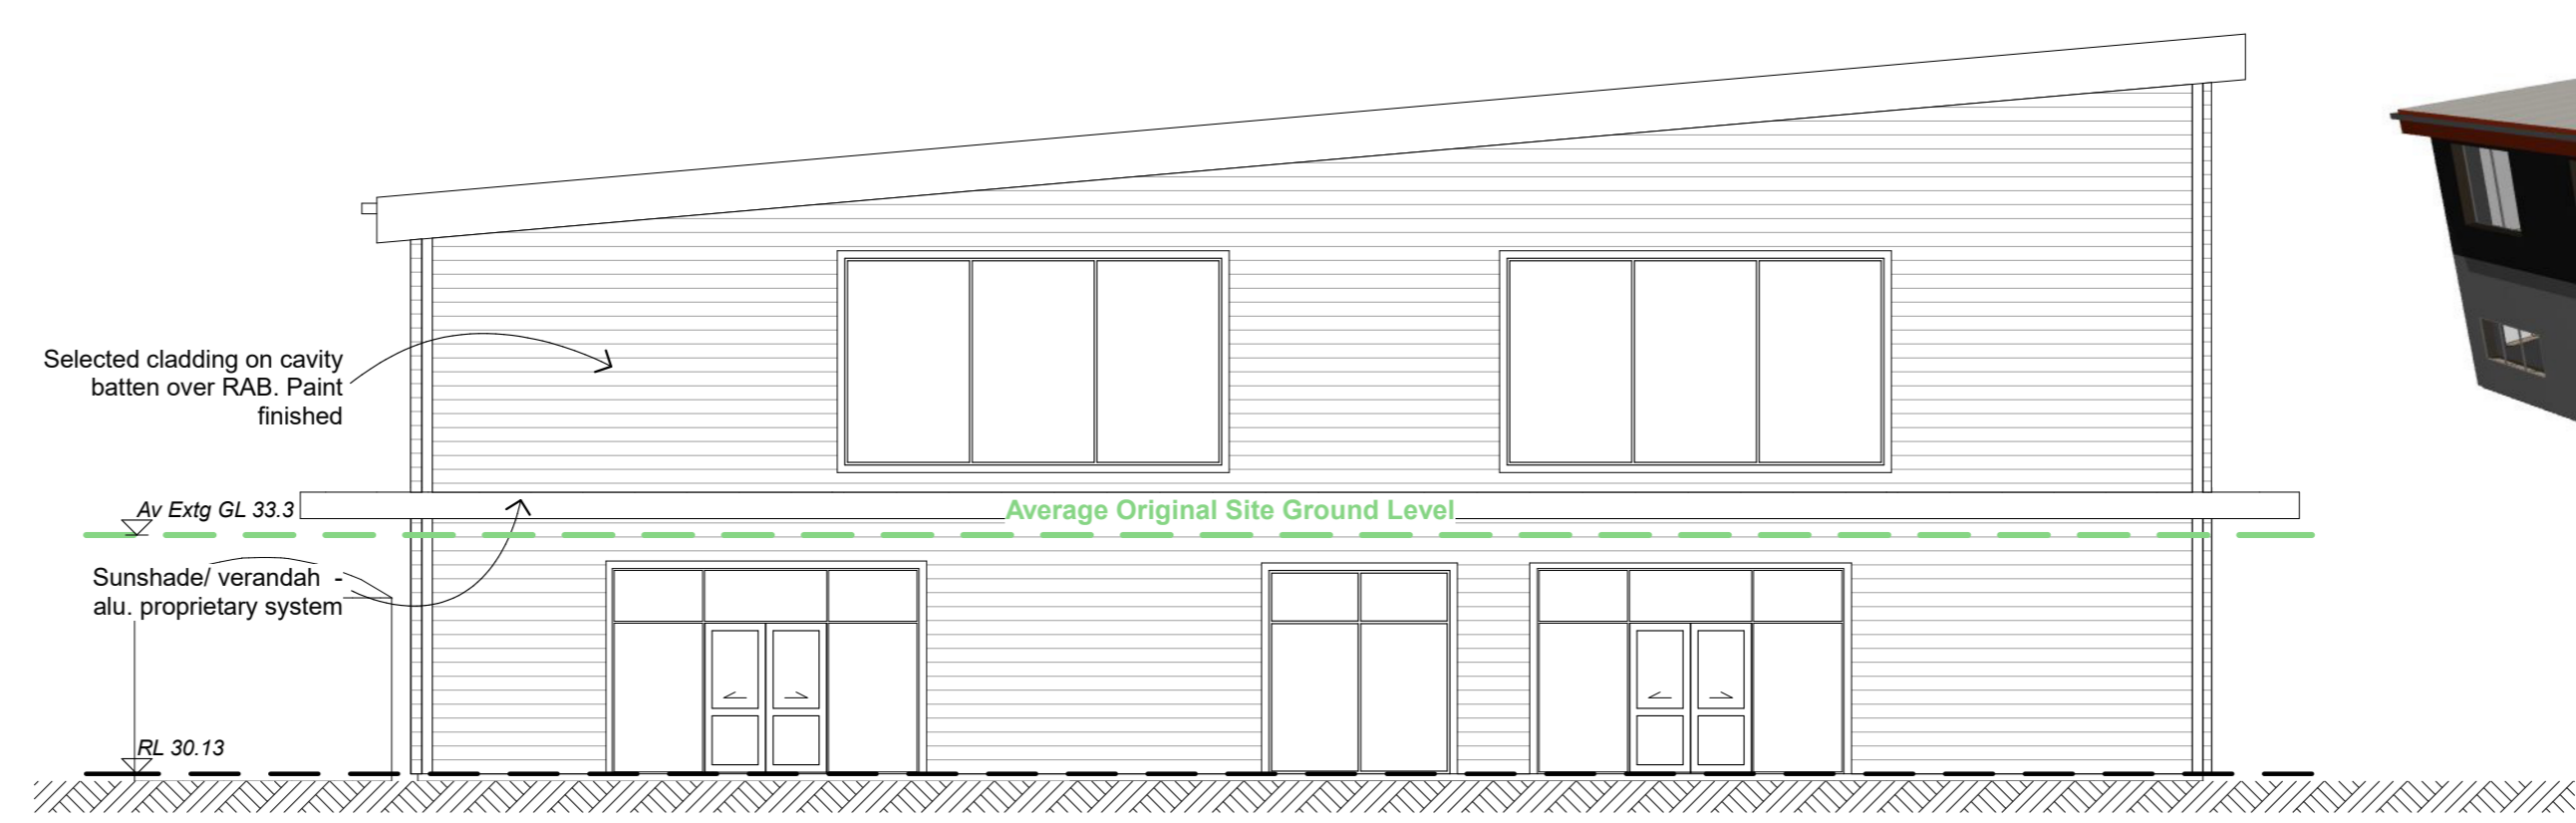 Selected cladding on cavity
batten over RAB. Paint
finished
Av Extg GL 33.3
Average Original Site Ground Level
Sunshade/ verandah -
alu. proprietary system
RL 30.13